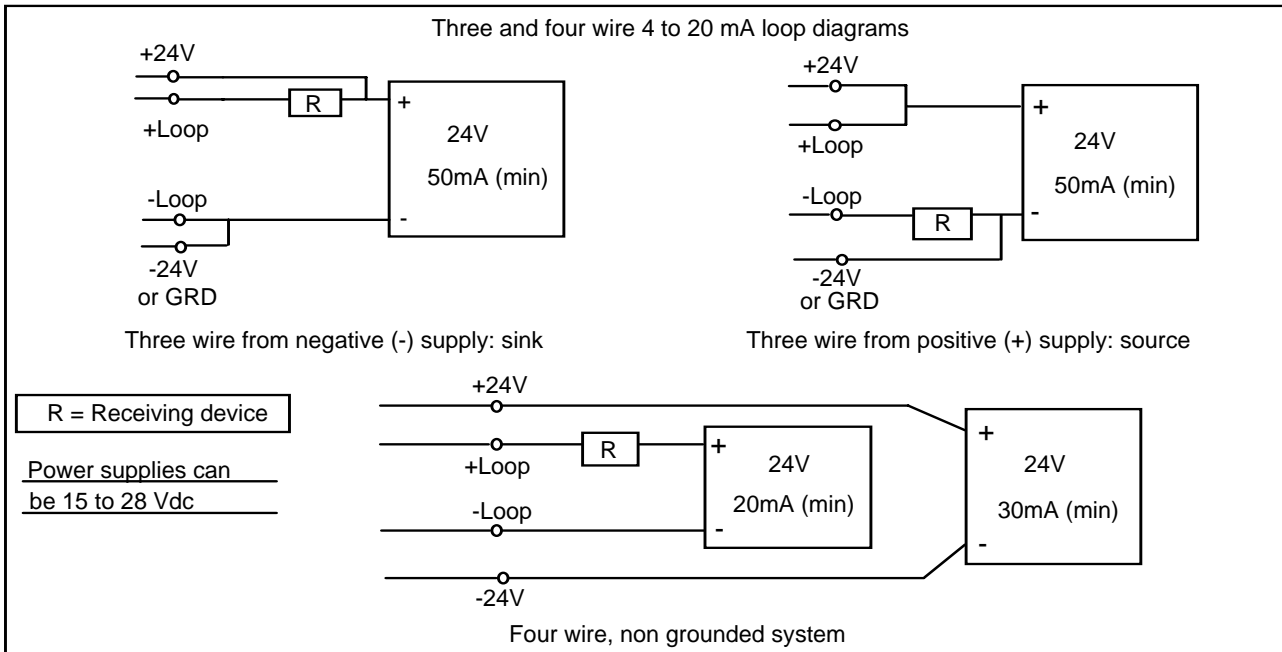 Three and four wire 4 to 20 mA loop diagrams
+24V
R
+Loop
-Loop
-24V
or GRD
+
24V
50mA (min)
-
Three wire from negative (-) supply: sink
+24V
+Loop
-Loop
R
-24V
or GRD
+
24V
50mA (min)
-
Three wire from positive (+) supply: source
R = Receiving device
Power supplies can
be 15 to 28 Vdc
+24V
R
+Loop
-Loop
-24V
+
24V
20mA (min)
-
+
24V
30mA (min)
-
Four wire, non grounded system